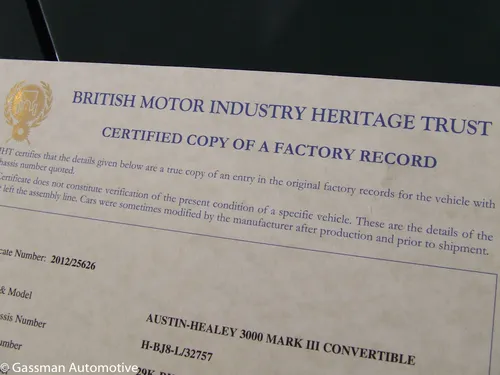 BRITISH MOTOR INDUSTRY HERITAGE TRUST
CERTIFIED COPY OF A FACTORY RECORD
certifies that the details given below are a true copy of an entry in the original factory records for the vehicle with
chassis number quoted.
Certificate does not constitute verification of the present condition of a specific vehicle. These are the details of the
left the assembly line. Cars were sometimes modified by the manufacturer after production and prior to shipment.
cate Number: 2012/25626
& Model
AUSTIN-HEALEY 3000 MARK III CONVERTIBLE
assis Number
H-BJ8-L/32757
umber
© Gassman Automotive